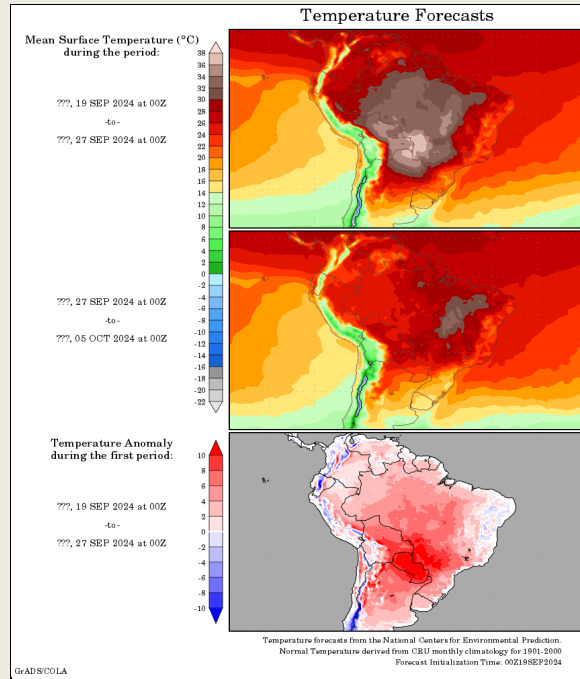 Temperature Forecasts
Mean Surface Temperature (°C)
during the period:
???, 19 SEP 2024 at 00Z
-to-
???, 27 SEP 2024 at 00Z
38
36
34
32
30
28
26
24
22
20
18
16
14
12
10
8
6
4
2
0
-2
-4
-6
-8
-10
-12
-14
-16
-18
-20
-22
???, 27 SEP 2024 at 00Z
-to-
???, 05 OCT 2024 at 00Z
Temperature Anomaly
during the first period:
???, 19 SEP 2024 at 00Z
-to-
???, 27 SEP 2024 at 00Z
10
8
6
4
2
0
-2
-4
-6
-8
-10
Temperature forecasts from the National Centers for Environmental Prediction.
Normal Temperature derived from CRU monthly climatology for 1901-2000
Forecast Initialization Time: 00Z19SEP2024
GrADS/COLA